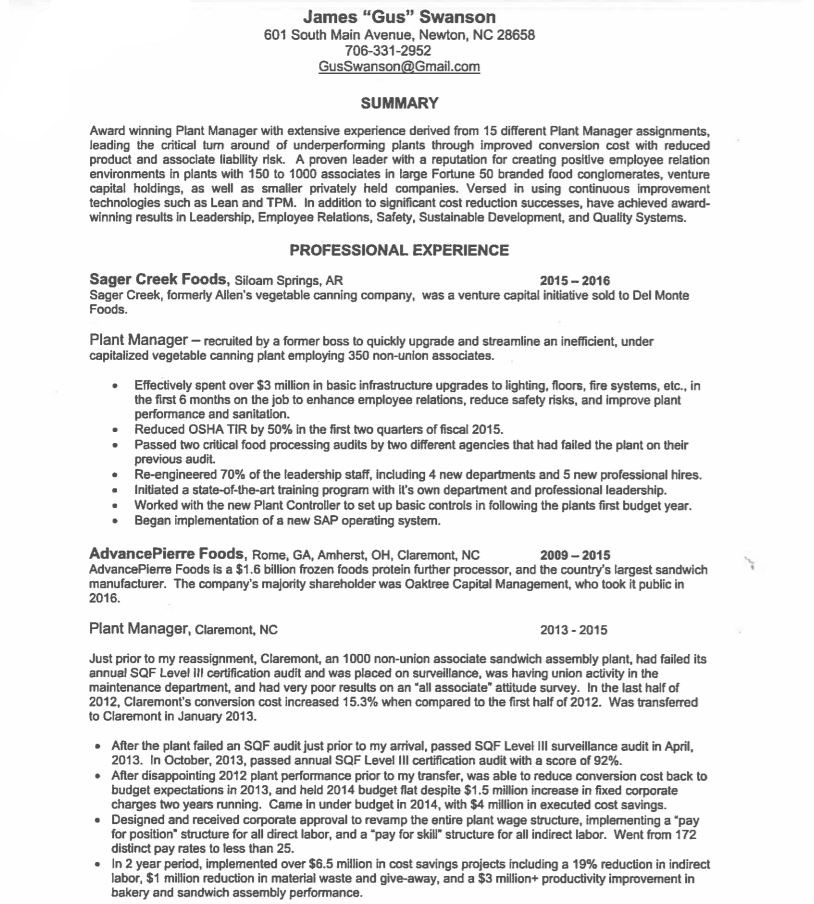 James “Gus” Swanson
601 South Main Avenue, Newton, NC 28658
706-331-2952
GusSwanson@Gmail.com
SUMMARY
Award winning Plant Manager with extensive experience derived from 15 different Plant Manager assignments,
leading the critical turn around of underperforming plants through improved conversion cost with reduced
product and associate liability risk. A proven leader with a reputation for creating positive employee relation
environments in plants with 150 to 1000 associates in large Fortune 50 branded food conglomerates, venture
capital holdings, as well as smaller privately held companies. Versed in using continuous improvement
technologies such as Lean and TPM. In addition to significant cost reduction successes, have achieved award-
winning results in Leadership, Employee Relations, Safety, Sustainable Development, and Quality Systems.
PROFESSIONAL EXPERIENCE
Sager Creek Foods, Siloam Springs, AR 2015 – 2016
Sager Creek, formerly Allen's vegetable canning company, was a venture capital initiative sold to Del Monte
Foods.
Plant Manager – recruited by a former boss to quickly upgrade and streamline an inefficient, under
capitalized vegetable canning plant employing 350 non-union associates.
• Effectively spent over $3 million in basic infrastructure upgrades to lighting, floors, fire systems, etc., in
the first 6 months on the job to enhance employee relations, reduce safety risks, and improve plant
performance and sanitation.
• Reduced OSHA TIR by 50% in the first two quarters of fiscal 2015.
• Passed two critical food processing audits by two different agencies that had failed the plant on their
previous audit.
• Re-engineered 70% of the leadership staff, including 4 new departments and 5 new professional hires.
• Initiated a state-of-the-art training program with it's own department and professional leadership.
• Worked with the new Plant Controller to set up basic controls in following the plants first budget year.
• Began implementation of a new SAP operating system.
AdvancePierre Foods, Rome, GA, Amherst, OH, Claremont, NC 2009 – 2015
AdvancePierre Foods is a $1.6 billion frozen foods protein further processor, and the country's largest sandwich
manufacturer. The company's majority shareholder was Oaktree Capital Management, who took it public in
2016.
Plant Manager, Claremont, NC 2013 - 2015
Just prior to my reassignment, Claremont, an 1000 non-union associate sandwich assembly plant, had failed its
annual SQF Level III certification audit and was placed on surveillance, was having union activity in the
maintenance department, and had very poor results on an “all associate” attitude survey. In the last half of
2012, Claremont's conversion cost increased 15.3% when compared to the first half of 2012. Was transferred
to Claremont in January 2013.
• After the plant failed an SQF audit just prior to my arrival, passed SQF Level III surveillance audit in April,
2013. In October, 2013, passed annual SQF Level III certification audit with a score of 92%.
• After disappointing 2012 plant performance prior to my transfer, was able to reduce conversion cost back to
budget expectations in 2013, and held 2014 budget flat despite $1.5 million increase in fixed corporate
charges two years running. Came in under budget in 2014, with $4 million in executed cost savings.
• Designed and received corporate approval to revamp the entire plant wage structure, implementing a “pay
for position” structure for all direct labor, and a “pay for skill” structure for all indirect labor. Went from 172
distinct pay rates to less than 25.
• In 2 year period, implemented over $6.5 million in cost savings projects including a 19% reduction in indirect
labor, $1 million reduction in material waste and give-away, and a $3 million+ productivity improvement in
bakery and sandwich assembly performance.